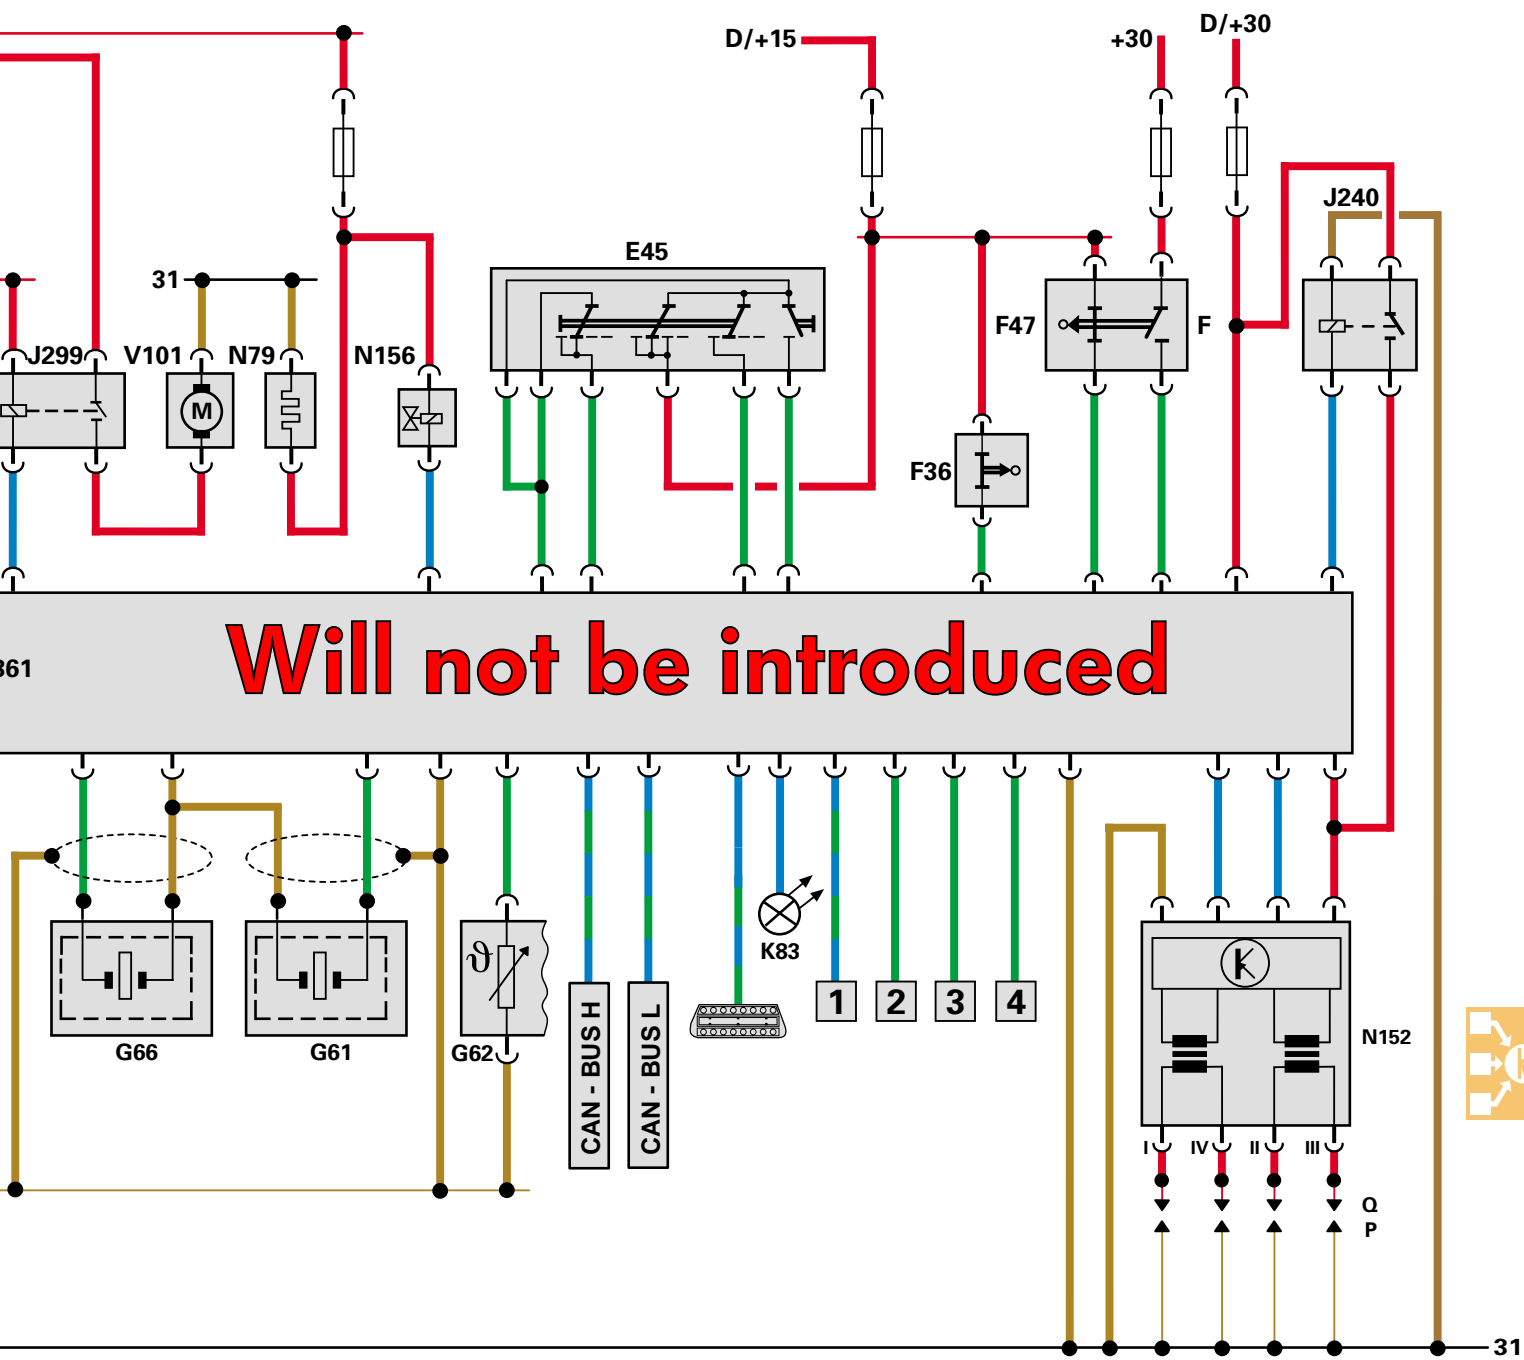 D/+15
+30
D/+30
J240
E45
31
J299
V101
N79
N156
F47
F
M
F36
361
Will not be introduced
K83
ϑ
1
2
3
4
CAN - BUS H
CAN - BUS L
G66
G61
G62
N152
I
IV
II
III
Q
P
31